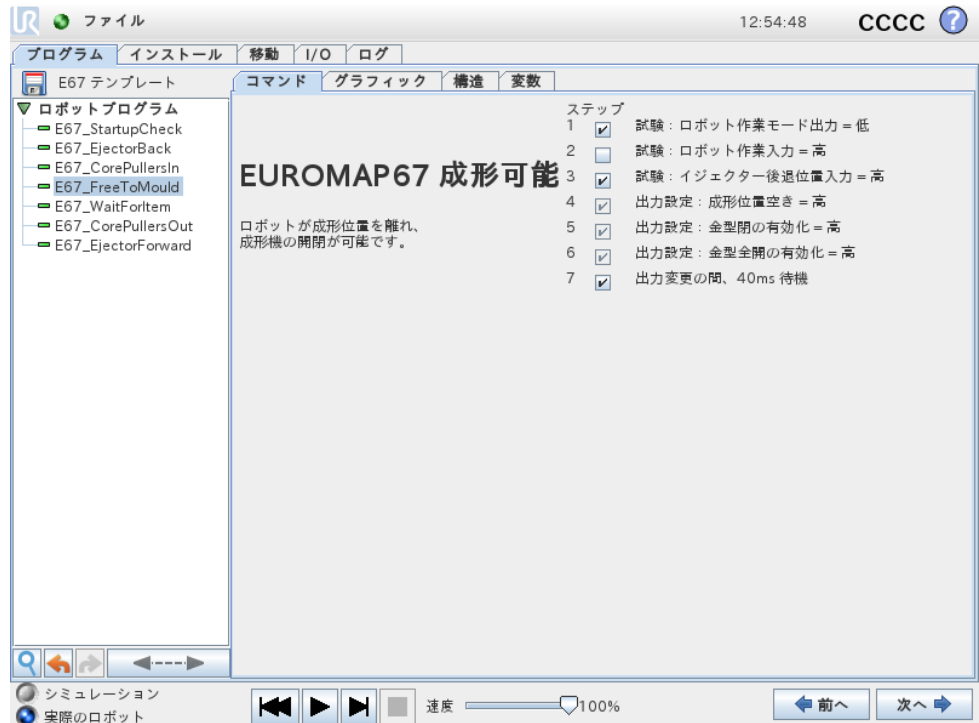 UR ファイル 12:54:48 CCCC ?
プログラム インストール 移動 I/O ログ
E67 テンプレート
コマンド グラフィック 構造 変数
ロボットプログラム
E67_StartupCheck
E67_EjectorBack
E67_CorePullersIn
E67_FreeToMould
E67_WaitForItem
E67_CorePullersOut
E67_EjectorForward
EUROMAP67 成形可能
ロボットが成形位置を離れ、
成形機の開閉が可能です。
ステップ
1 試験：ロボット作業モード出力 = 低
2 試験：ロボット作業入力 = 高
3 試験：イジェクター後退位置入力 = 高
4 出力設定：成形位置空き = 高
5 出力設定：金型閉の有効化 = 高
6 出力設定：金型全開の有効化 = 高
7 出力変更の間、40ms 待機
シミュレーション
実際のロボット
速度 100%
前へ 次へ